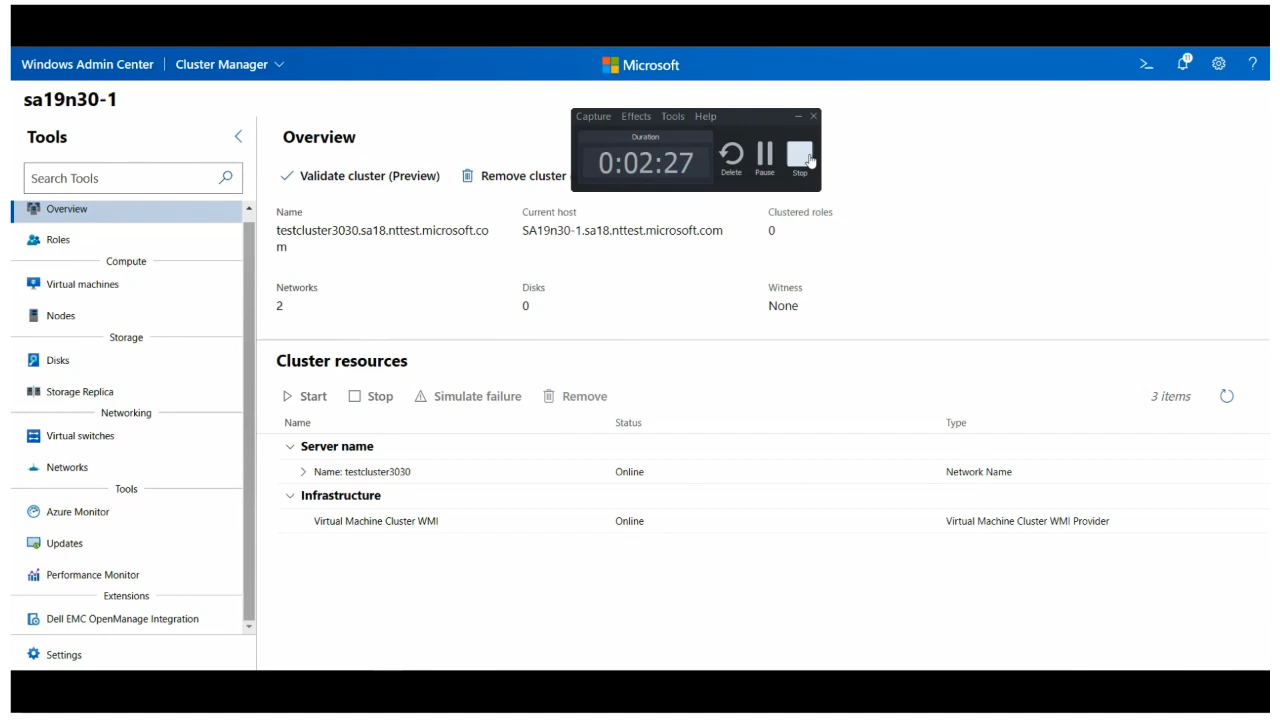 Windows Admin Center | Cluster Manager
Microsoft
11
?
sa19n30-1
Tools
Search Tools
Overview
Roles
Compute
Virtual machines
Nodes
Storage
Disks
Storage Replica
Networking
Virtual switches
Networks
Tools
Azure Monitor
Updates
Performance Monitor
Extensions
Dell EMC OpenManage Integration
Settings
Overview
Validate cluster (Preview) Remove cluster
Capture Effects Tools Help
Duration
0:02:27
Delete Pause Stop
Name Current host Clustered roles
testcluster3030.sa18.nttest.microsoft.co SA19n30-1.sa18.nttest.microsoft.com 0
m
Networks Disks Witness
2 0 None
Cluster resources
Start Stop Simulate failure Remove 3 items
Name Status Type
Server name
Name: testcluster3030 Online Network Name
Infrastructure
Virtual Machine Cluster WMI Online Virtual Machine Cluster WMI Provider